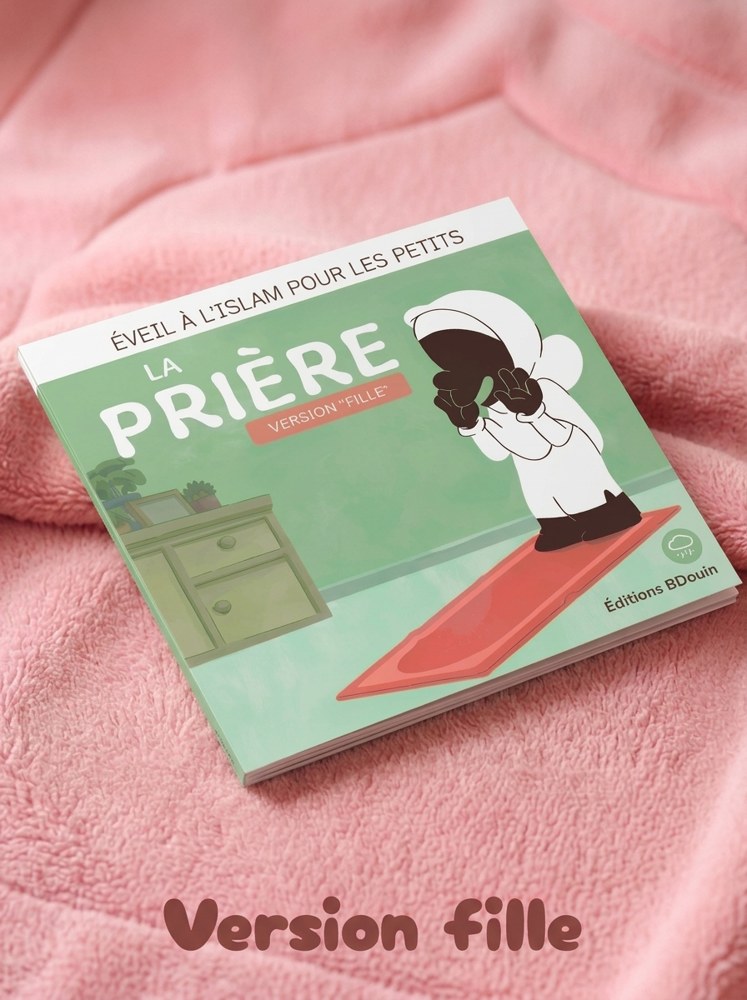 ÉVEIL À L'ISLAM POUR LES PETITS
LA
PRIÈRE
VERSION "FILLE"
Éditions BDouin
Version fille